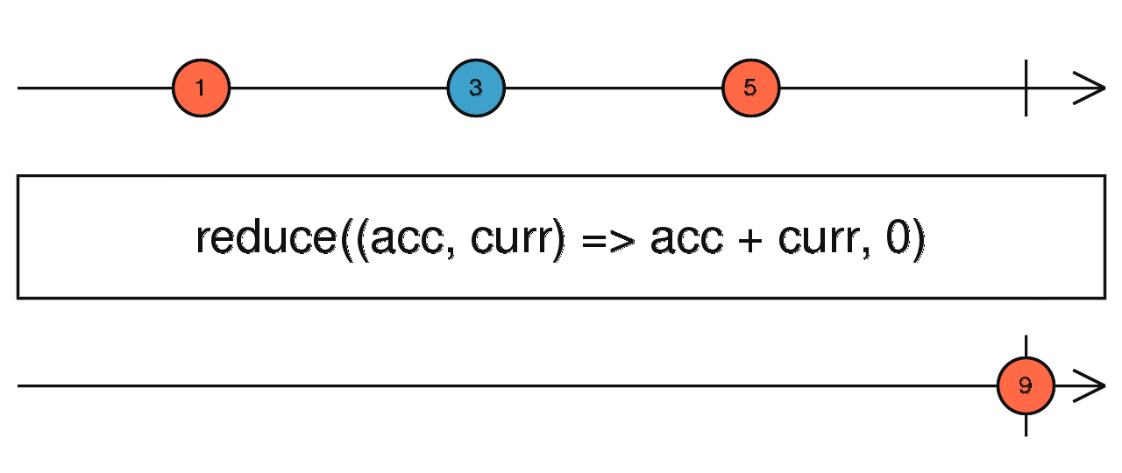 1 3 5
reduce((acc, curr) => acc + curr, 0)
9